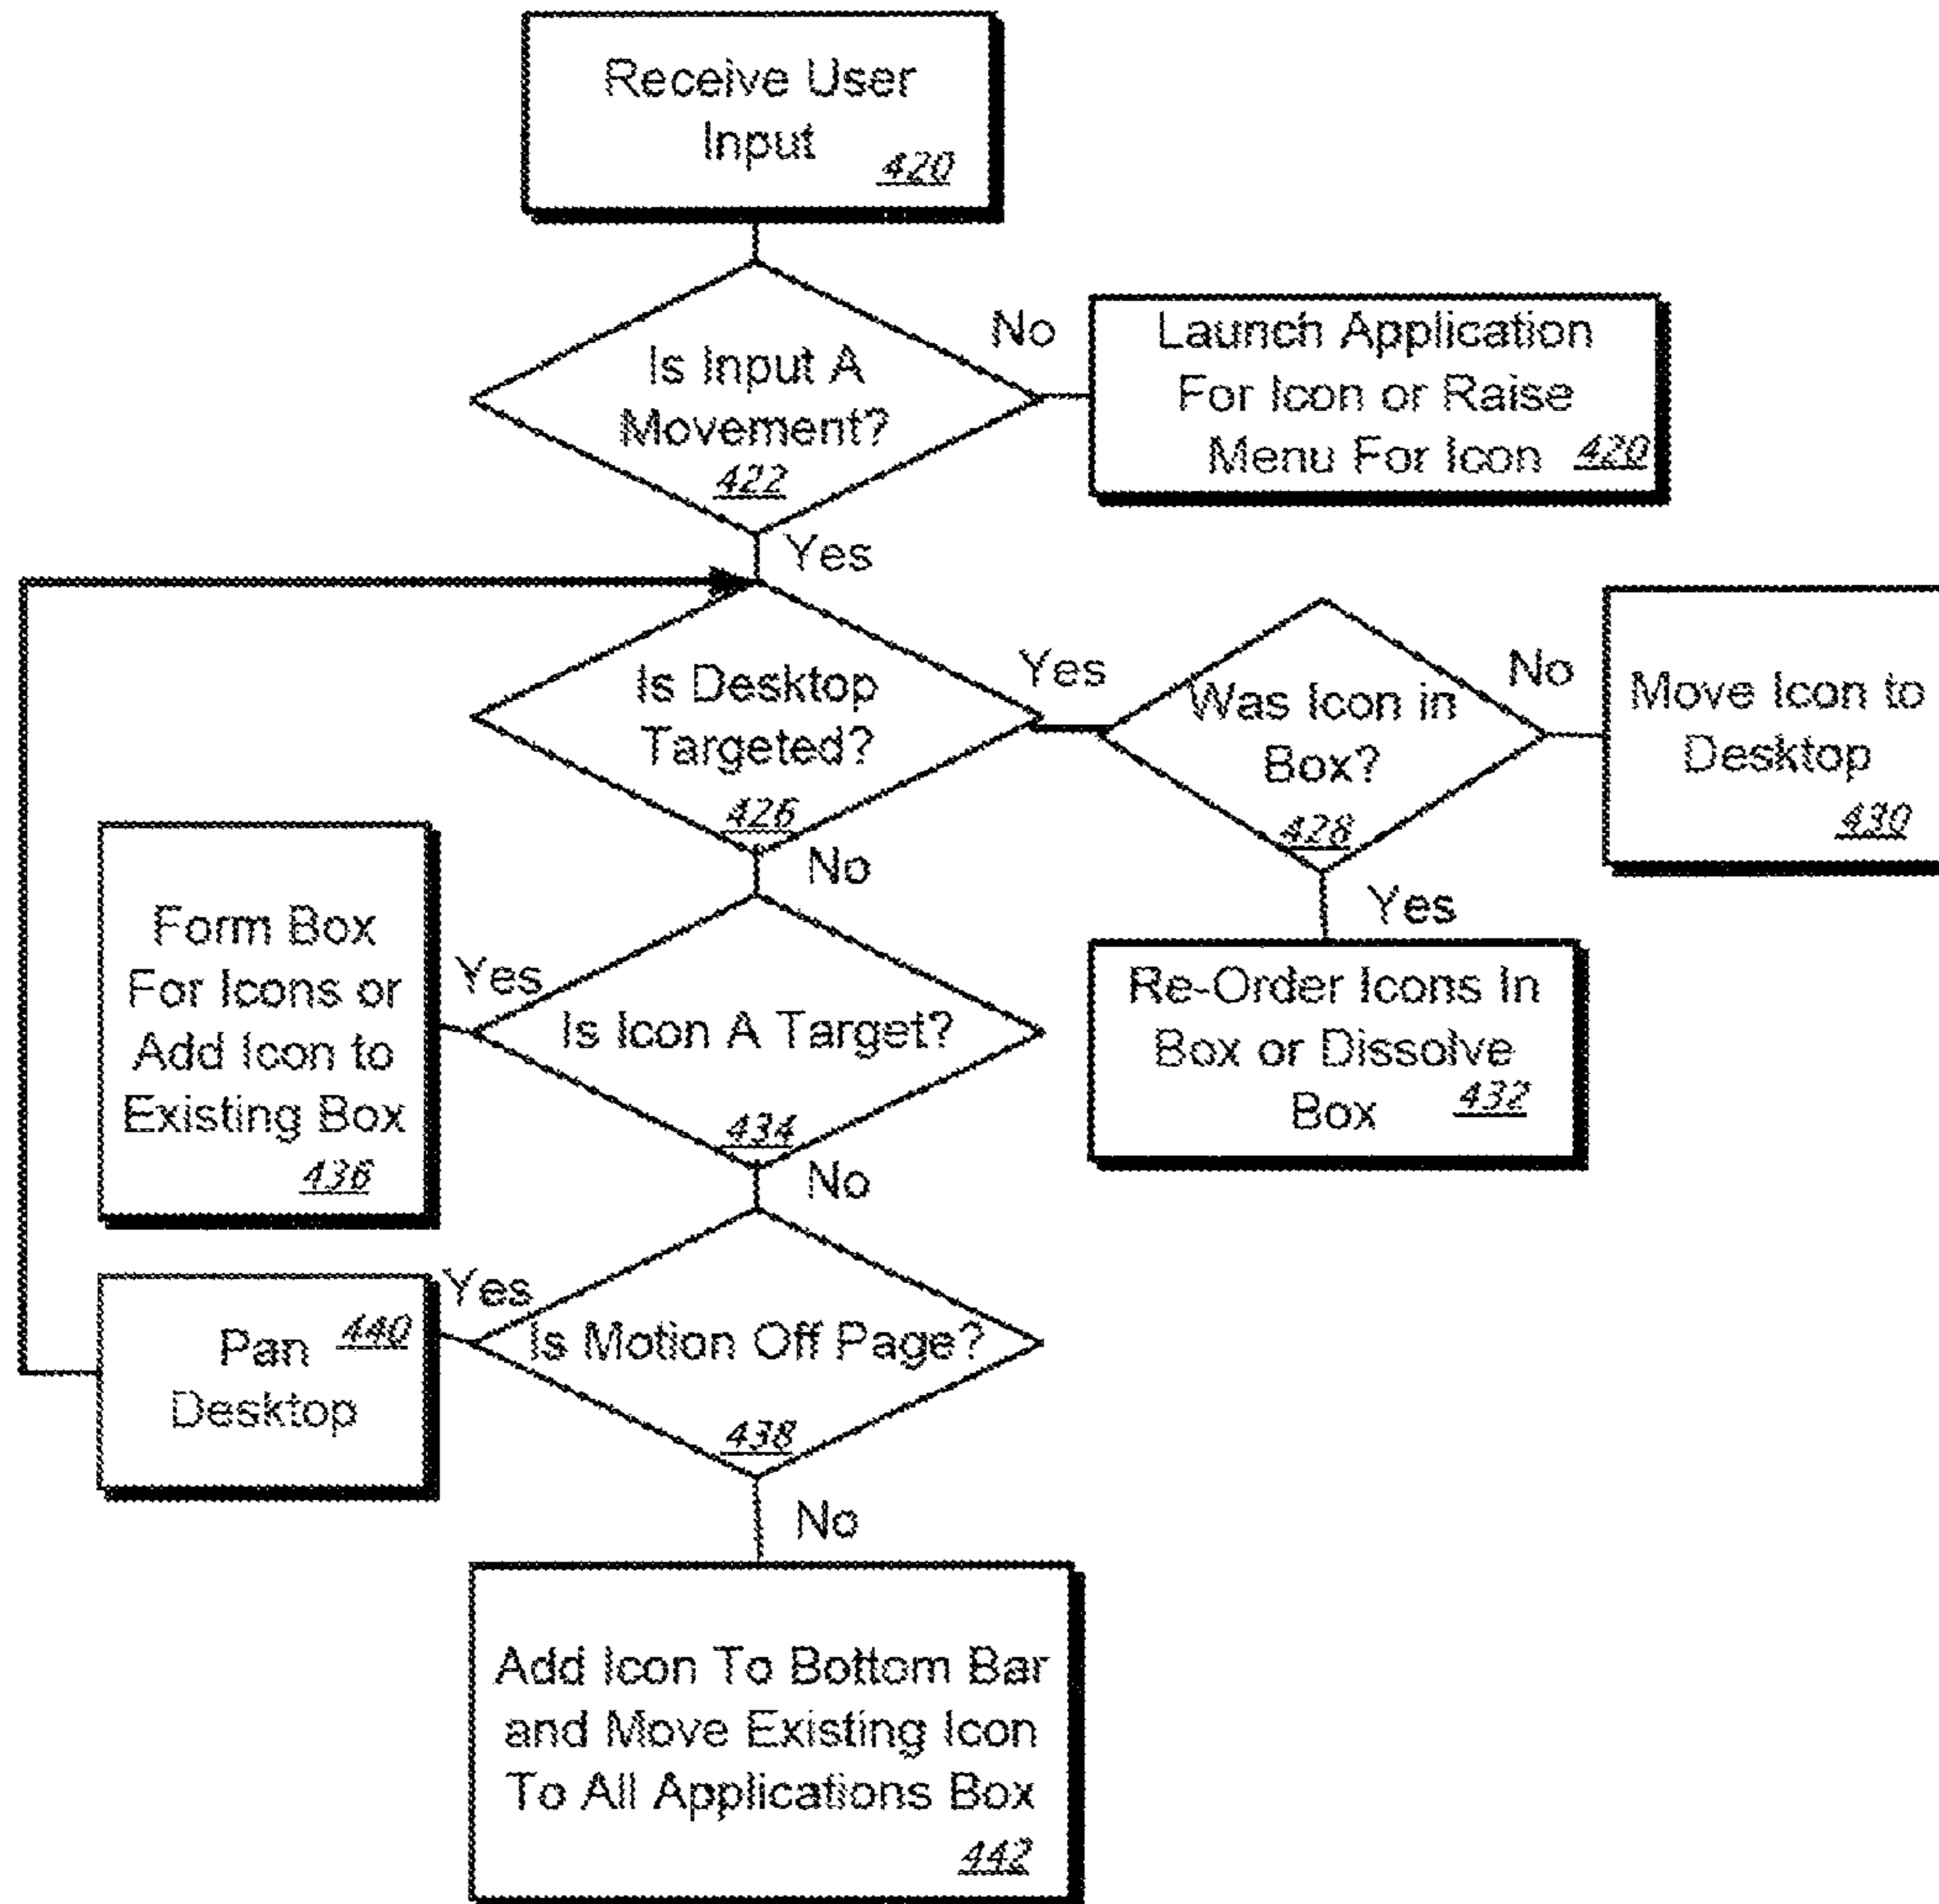 Receive User
Input
420
Is Input A
Movement?
422
No
Launch Application
For Icon or Raise
Menu For Icon 420
Yes
Is Desktop
Targeted?
426
Yes
Was Icon in
Box?
428
No
Move Icon to
Desktop
430
Yes
Re-Order Icons In
Box or Dissolve
Box 432
No
Is Icon A Target?
434
Yes
Form Box
For Icons or
Add Icon to
Existing Box
436
No
Is Motion Off Page?
438
Yes
Pan 440
Desktop
No
Add Icon To Bottom Bar
and Move Existing Icon
To All Applications Box
442